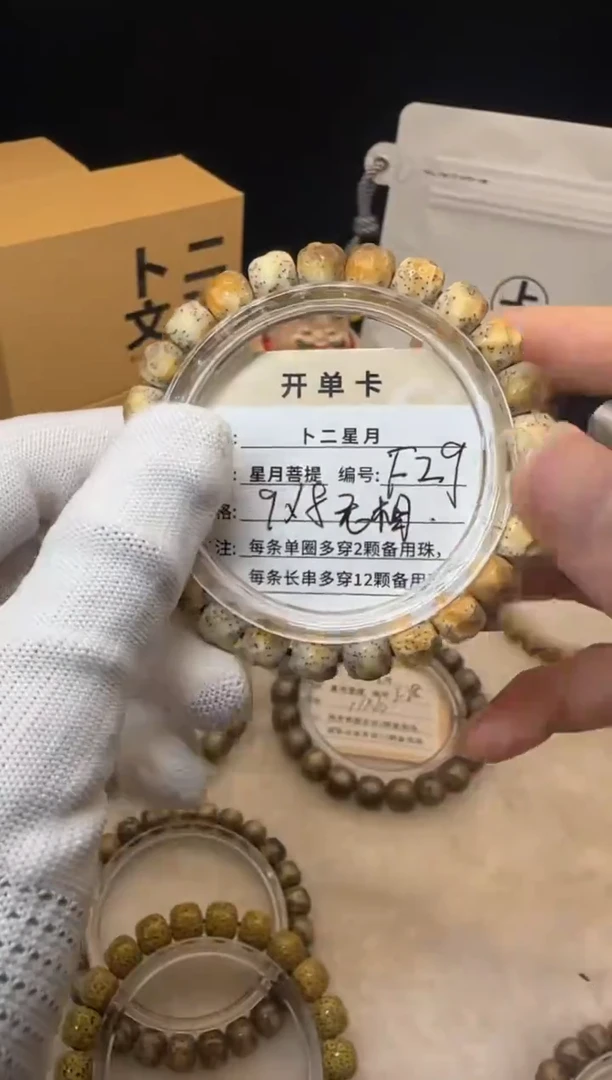 卜二
文
开单卡
: 卜二星月
: 星月菩提 编号: F29
格: 9x8无相.
注: 每条单圈多穿2颗备用珠，
每条长串多穿12颗备用